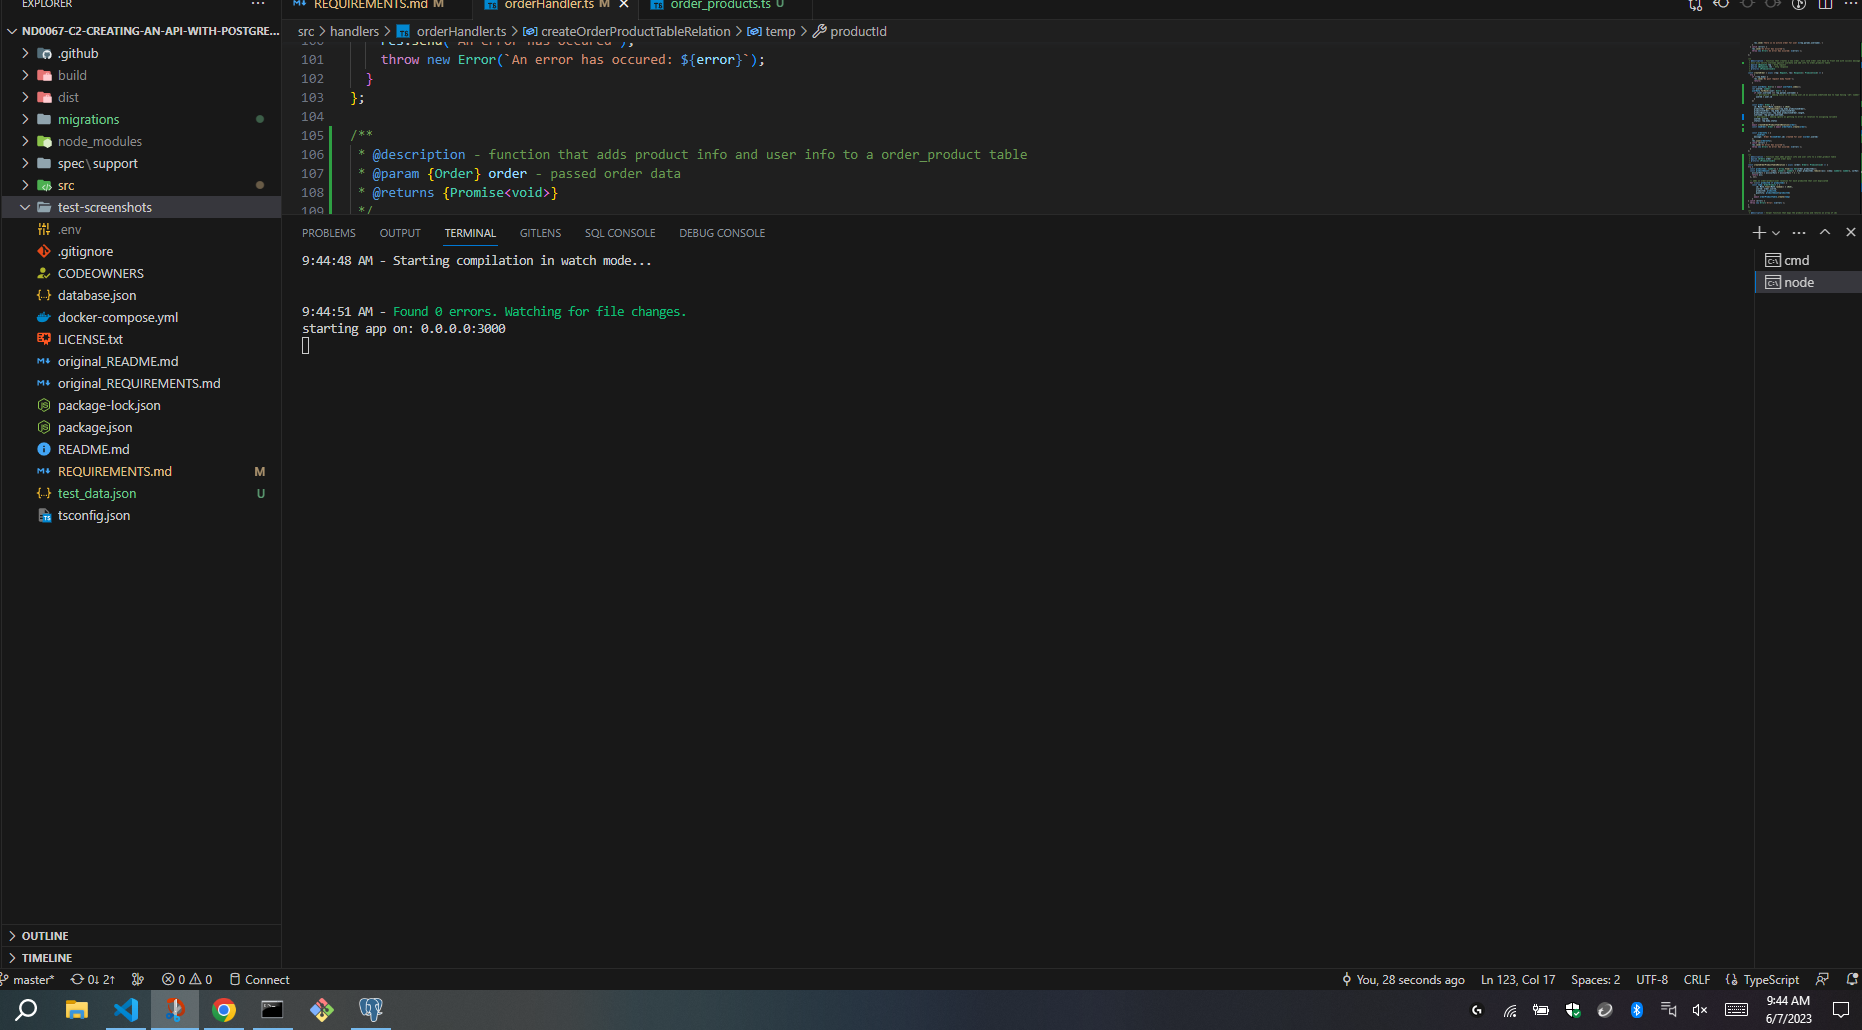 EXPLORER
REQUIREMENTS.md M
orderHandler.ts M
order_products.ts U
ND0067-C2-CREATING-AN-API-WITH-POSTGRE...
src > handlers > orderHandler.ts > createOrderProductTableRelation > temp > productId
.github
build
dist
migrations
node_modules
spec\support
src
test-screenshots
.env
.gitignore
CODEOWNERS
database.json
docker-compose.yml
LICENSE.txt
original_README.md
original_REQUIREMENTS.md
package-lock.json
package.json
README.md
REQUIREMENTS.md M
test_data.json U
tsconfig.json
OUTLINE
TIMELINE
100 res.send("An error has occured");
101 throw new Error(`An error has occured: ${error}`);
102 }
103 };
104
105 /**
106 * @description - function that adds product info and user info to a order_product table
107 * @param {Order} order - passed order data
108 * @returns {Promise<void>}
109 */
PROBLEMS OUTPUT TERMINAL GITLENS SQL CONSOLE DEBUG CONSOLE
9:44:48 AM - Starting compilation in watch mode...
9:44:51 AM - Found 0 errors. Watching for file changes.
starting app on: 0.0.0.0:3000
cmd
node
master* 0↓ 2↑ 0 0 Connect
You, 28 seconds ago Ln 123, Col 17 Spaces: 2 UTF-8 CRLF TypeScript
9:44 AM
6/7/2023